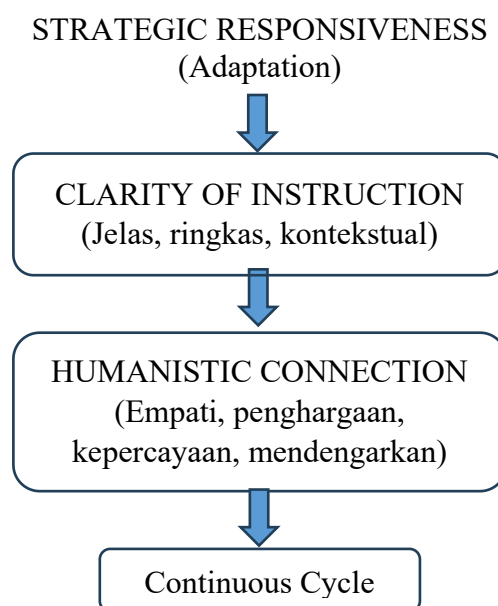 STRATEGIC RESPONSIVENESS
(Adaptation)
CLARITY OF INSTRUCTION
(Jelas, ringkas, kontekstual)
HUMANISTIC CONNECTION
(Empati, penghargaan,
kepercayaan, mendengarkan)
Continuous Cycle